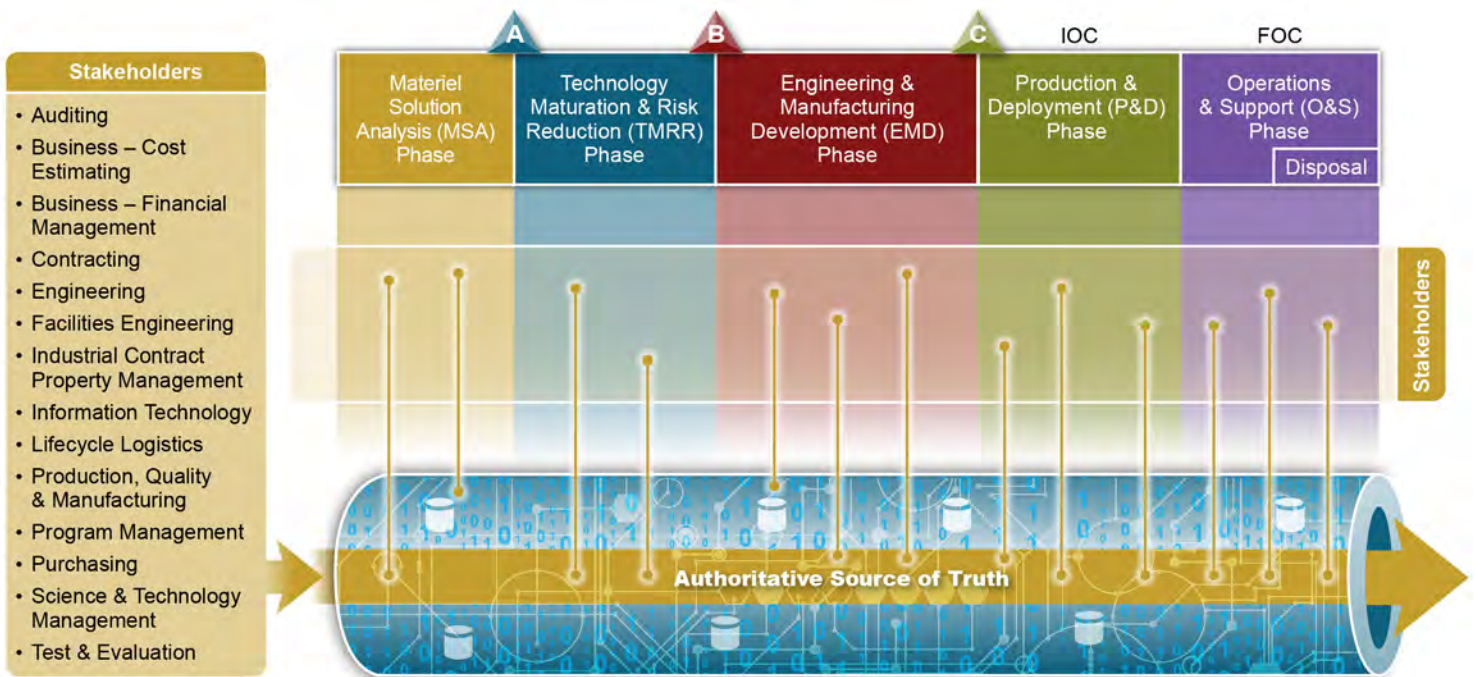 Stakeholders
• Auditing
• Business – Cost
Estimating
• Business – Financial
Management
• Contracting
• Engineering
• Facilities Engineering
• Industrial Contract
Property Management
• Information Technology
• Lifecycle Logistics
• Production, Quality
& Manufacturing
• Program Management
• Purchasing
• Science & Technology
Management
• Test & Evaluation
A
B
C
IOC
FOC
Materiel
Solution
Analysis (MSA)
Phase
Technology
Maturation & Risk
Reduction (TMRR)
Phase
Engineering &
Manufacturing
Development (EMD)
Phase
Production &
Deployment (P&D)
Phase
Operations
& Support (O&S)
Phase
Disposal
Stakeholders
Authoritative Source of Truth